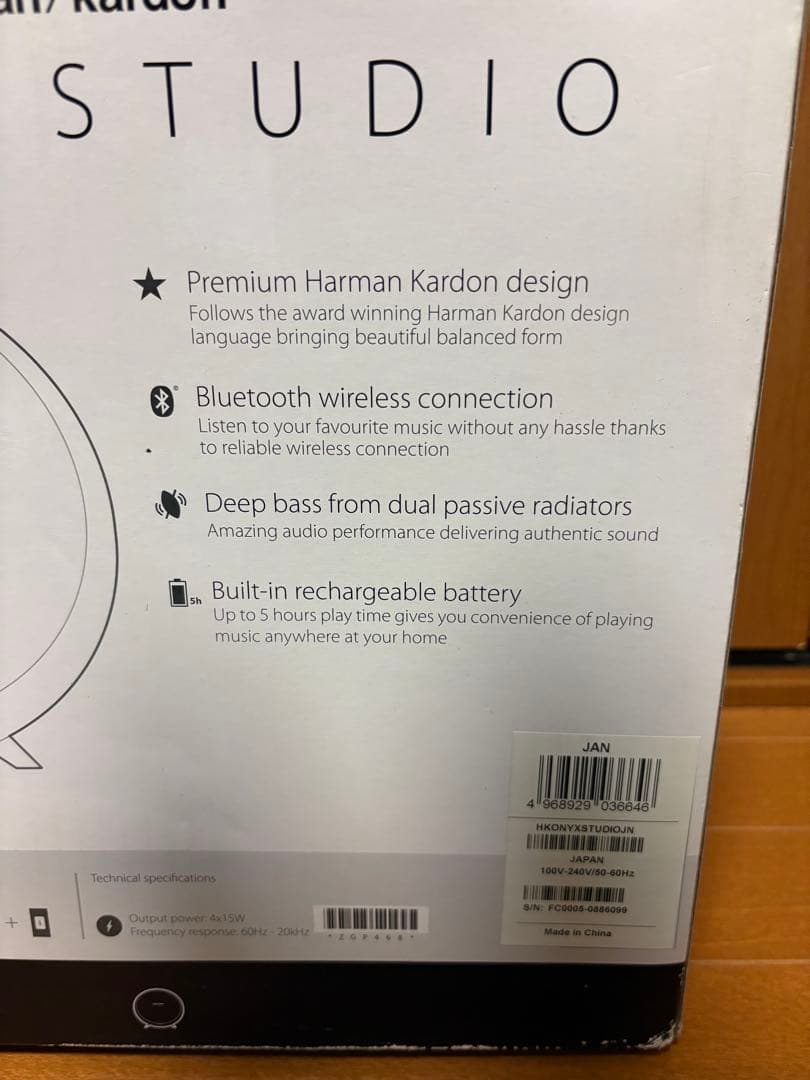 an/kardon
STUDIO
Premium Harman Kardon design
Follows the award winning Harman Kardon design
language bringing beautiful balanced form
Bluetooth wireless connection
Listen to your favourite music without any hassle thanks
to reliable wireless connection
Deep bass from dual passive radiators
Amazing audio performance delivering authentic sound
5h
Built-in rechargeable battery
Up to 5 hours play time gives you convenience of playing
music anywhere at your home
JAN
4 968929 036646
HKONYXSTUDIOJN
JAPAN
100V-240V/50-60Hz
S/N: FC0005-0886099
Made in China
Technical specifications
+
Output power: 4x15W
Frequency response: 60Hz - 20kHz
*ZGP468*